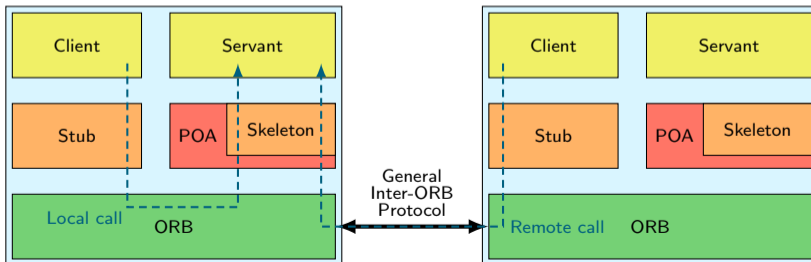 Client
Servant
Client
Servant
Stub
POA
Skeleton
Stub
POA
Skeleton
General
Inter-ORB
Protocol
Local call
ORB
Remote call
ORB